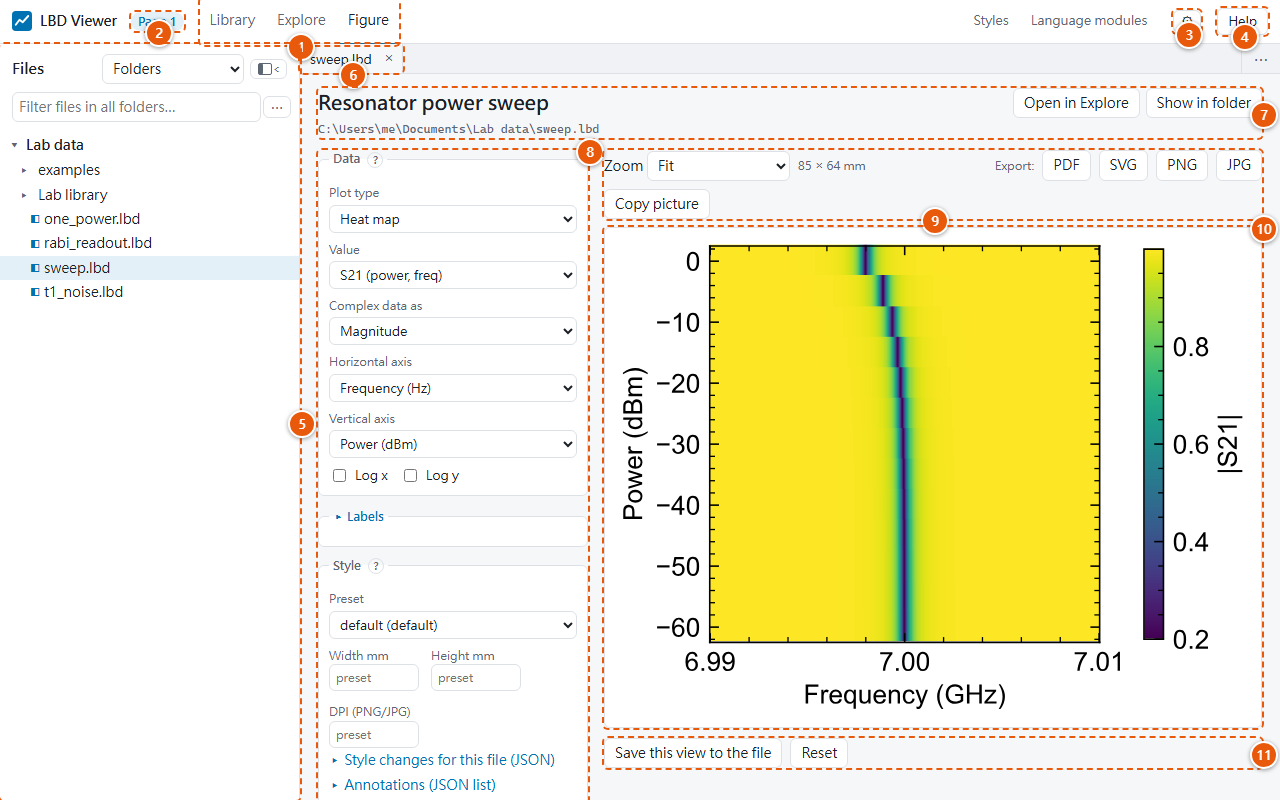 LBD Viewer
Page 1
2
Library
Explore
Figure
1
Styles
Language modules
3
Help
4
Files
Folders
Filter files in all folders...
...
Lab data
examples
Lab library
one_power.lbd
rabi_readout.lbd
sweep.lbd
t1_noise.lbd
5
sweep.lbd ×
6
...
Resonator power sweep
C:\Users\me\Documents\Lab data\sweep.lbd
Open in Explore
Show in folder
7
8
Data ?
Plot type
Heat map
Value
S21 (power, freq)
Complex data as
Magnitude
Horizontal axis
Frequency (Hz)
Vertical axis
Power (dBm)
Log x Log y
Labels
Style ?
Preset
default (default)
Width mm Height mm
preset preset
DPI (PNG/JPG)
preset
Style changes for this file (JSON)
Annotations (JSON list)
Zoom Fit 85 × 64 mm
Export: PDF SVG PNG JPG
Copy picture
9
10
0
−10
−20
−30
−40
−50
−60
Power (dBm)
6.99 7.00 7.01
Frequency (GHz)
0.8
0.6
0.4
0.2
|S21|
Save this view to the file
Reset
11